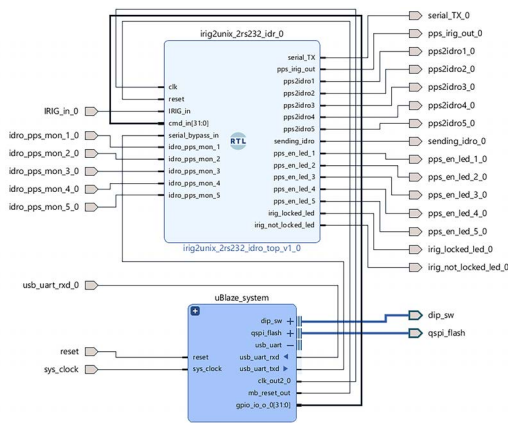 irig2unix_2rs232_idr_0
clk
reset
IRIG_in
cmd_in[31:0]
serial_bypass_in
idro_pps_mon_1
idro_pps_mon_2
idro_pps_mon_3
idro_pps_mon_4
idro_pps_mon_5
RTL
serial_TX
pps_irig_out
pps2idro1
pps2idro2
pps2idro3
pps2idro4
pps2idro5
sending_idro
pps_en_led_1
pps_en_led_2
pps_en_led_3
pps_en_led_4
pps_en_led_5
irig_locked_led
irig_not_locked_led
irig2unix_2rs232_idro_top_v1_0
IRIG_in_0
idro_pps_mon_1_0
idro_pps_mon_2_0
idro_pps_mon_3_0
idro_pps_mon_4_0
idro_pps_mon_5_0
serial_TX_0
pps_irig_out_0
pps2idro1_0
pps2idro2_0
pps2idro3_0
pps2idro4_0
pps2idro5_0
sending_idro_0
pps_en_led_1_0
pps_en_led_2_0
pps_en_led_3_0
pps_en_led_4_0
pps_en_led_5_0
irig_locked_led_0
irig_not_locked_led_0
usb_uart_rxd_0
reset
sys_clock
uBlaze_system
reset
sys_clock
dip_sw
qspi_flash
usb_uart
usb_uart_rxd
usb_uart_txd
clk_out2_0
mb_reset_out
gpio_io_o_0[31:0]
dip_sw
qspi_flash